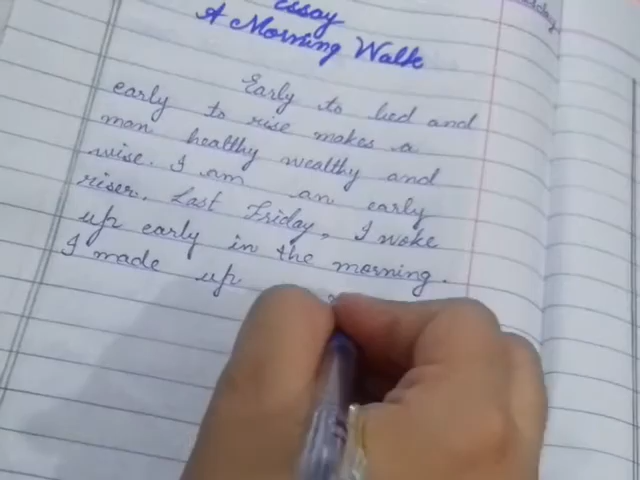 Essay
A Morning Walk
Early to bed and
early to rise makes a
man healthy wealthy and
wise. I am an early
riser. Last Friday, I woke
up early in the morning.
I made up